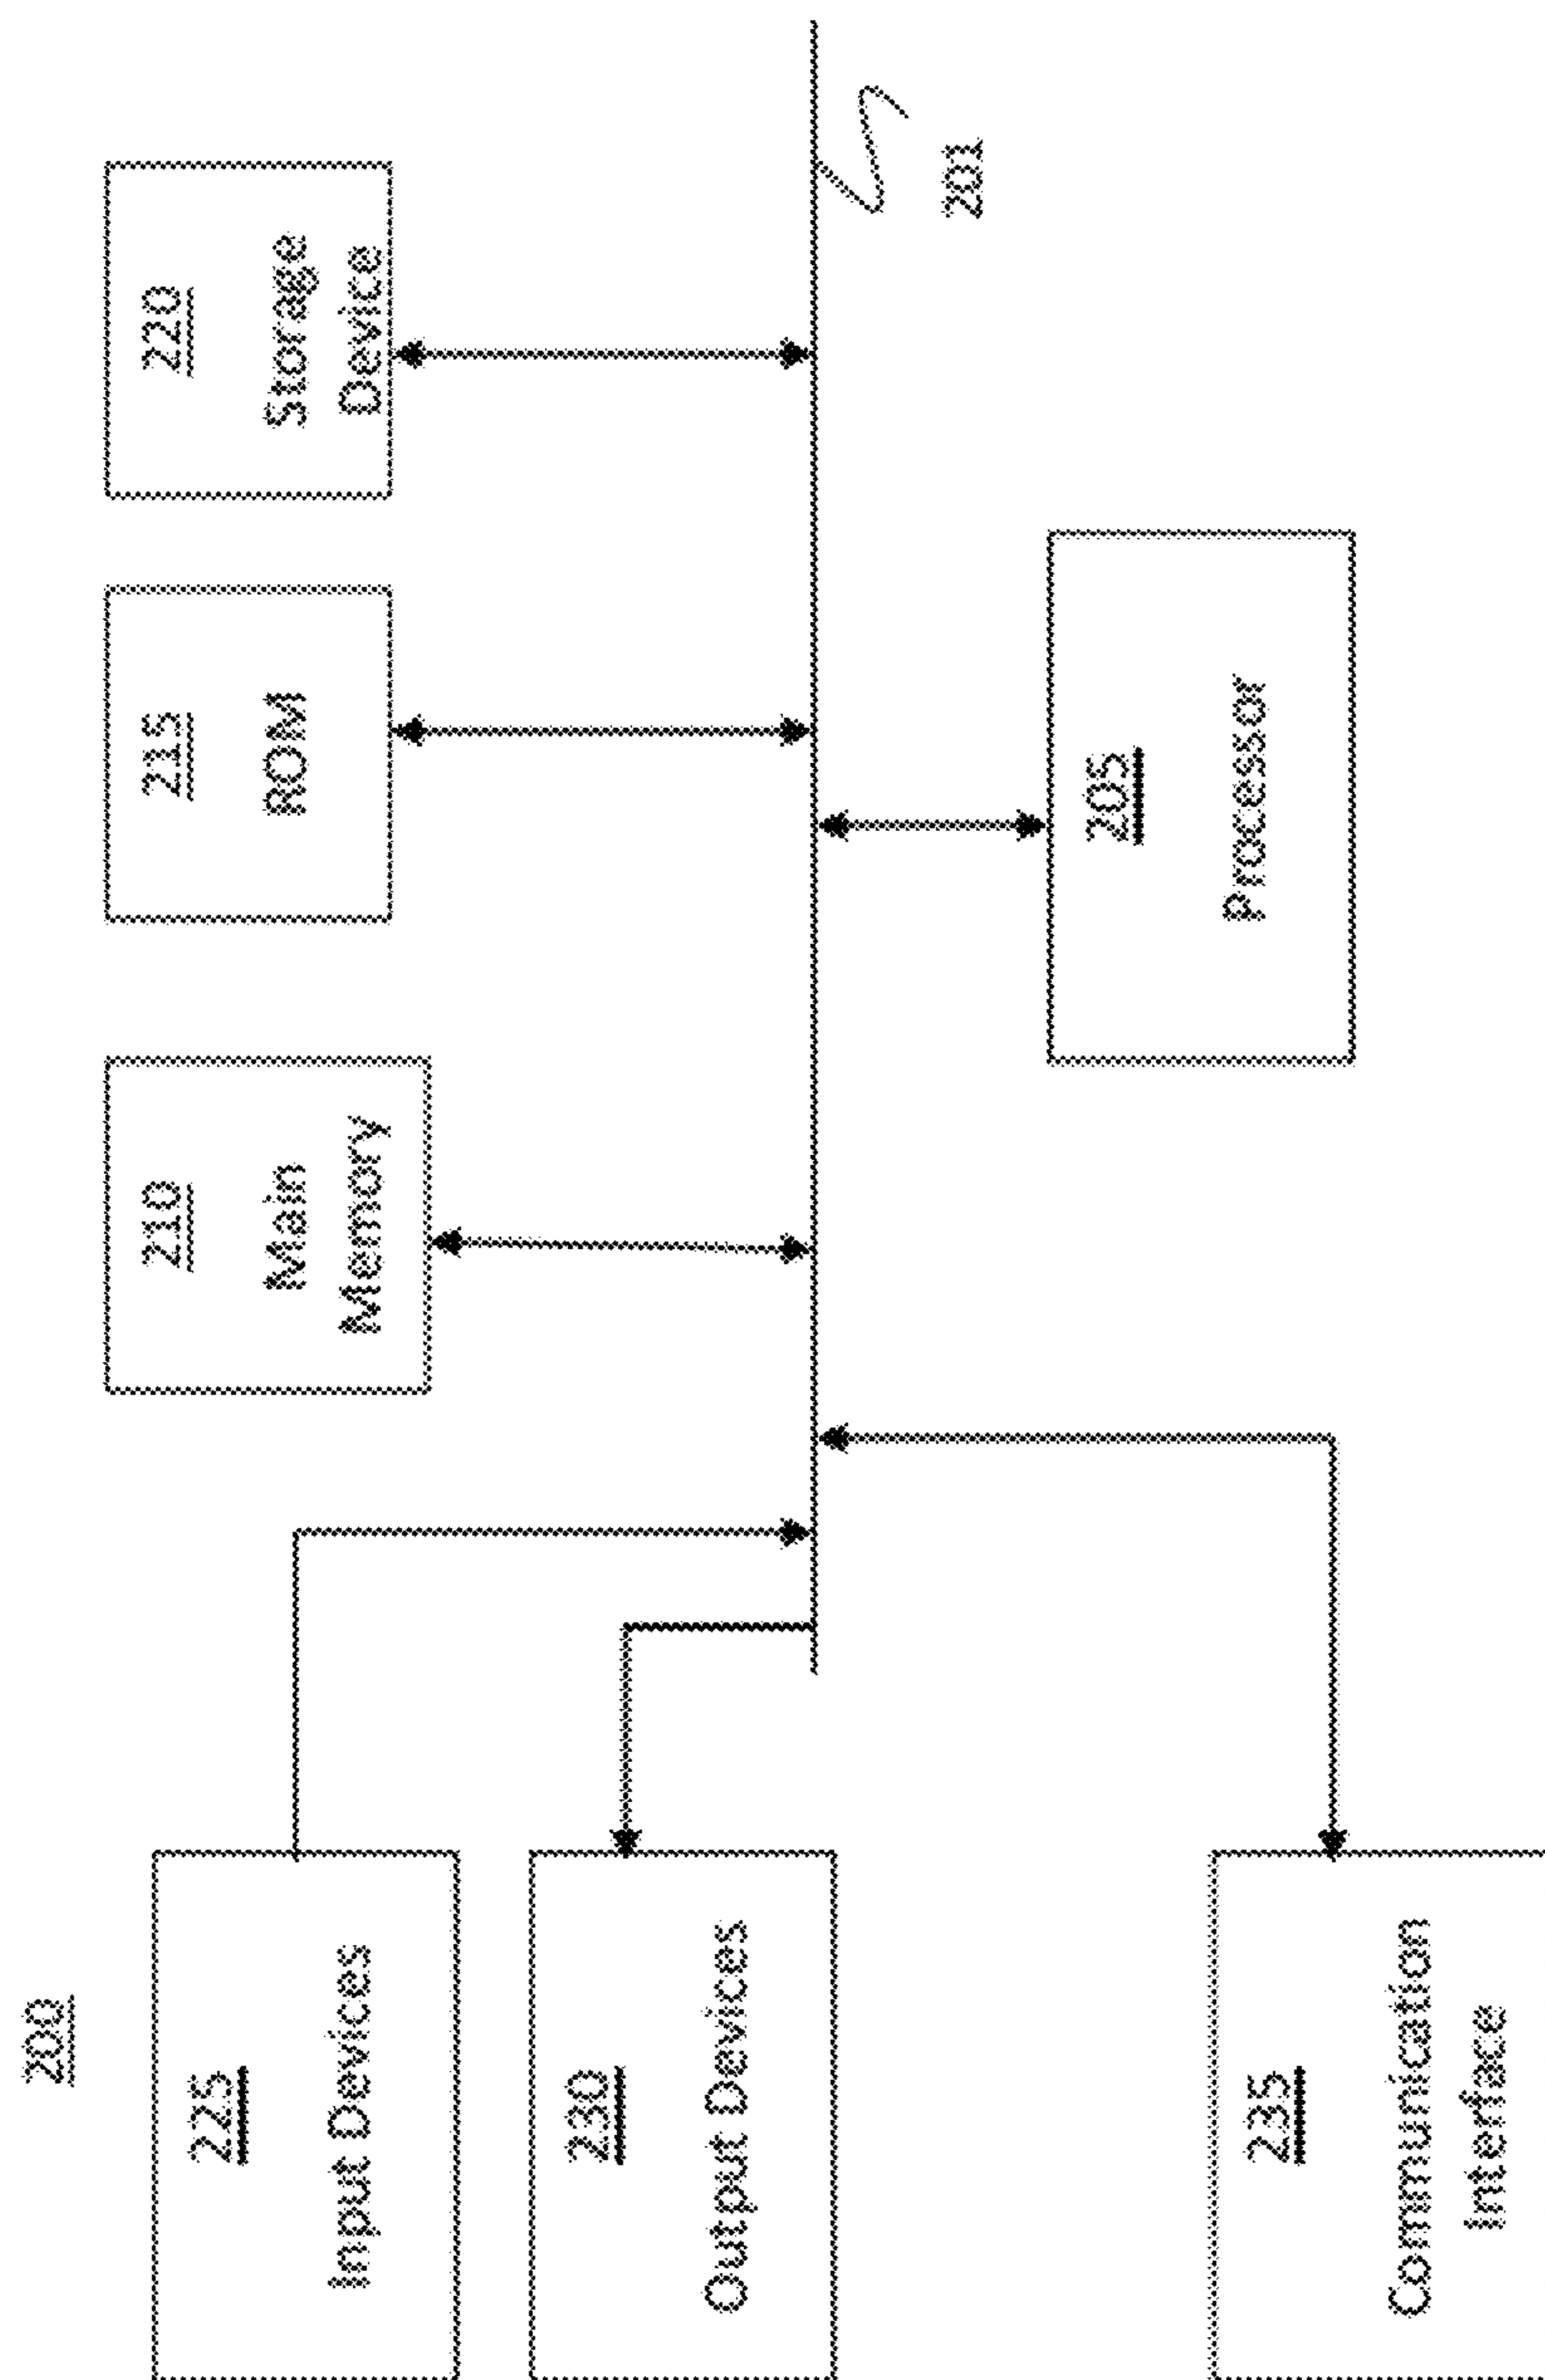 200
225
Input Devices
210
Main
Memory
215
ROM
220
Storage
Device
230
Output Devices
201
205
Processor
235
Communication
Interface